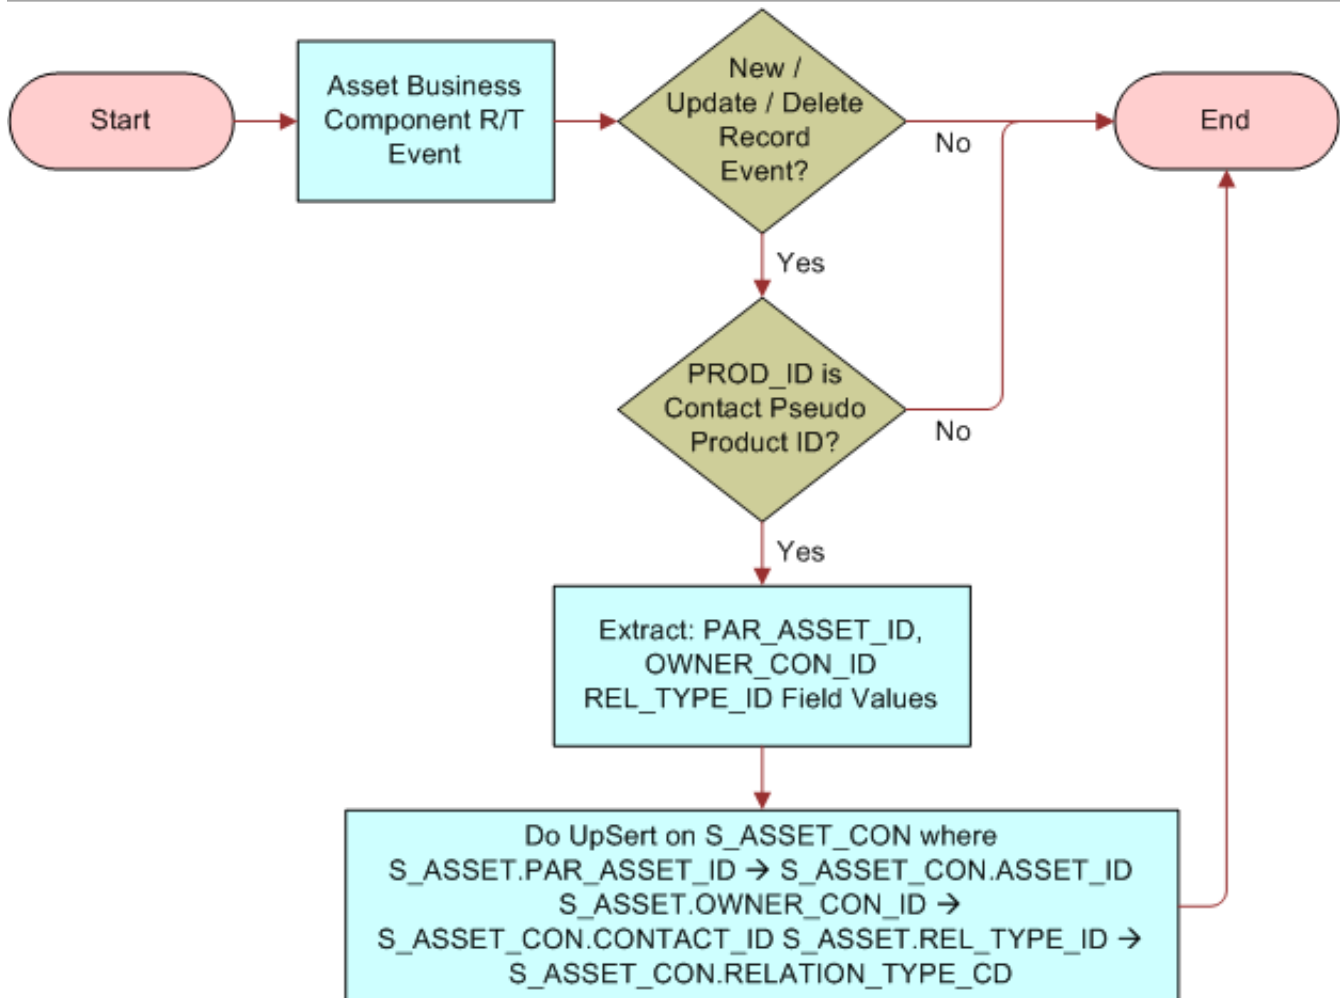 Start
Asset Business
Component R/T
Event
New /
Update / Delete
Record
Event?
No
End
Yes
PROD_ID is
Contact Pseudo
Product ID?
No
Yes
Extract: PAR_ASSET_ID,
OWNER_CON_ID
REL_TYPE_ID Field Values
Do UpSert on S_ASSET_CON where
S_ASSET.PAR_ASSET_ID → S_ASSET_CON.ASSET_ID
S_ASSET.OWNER_CON_ID →
S_ASSET_CON.CONTACT_ID S_ASSET.REL_TYPE_ID →
S_ASSET_CON.RELATION_TYPE_CD